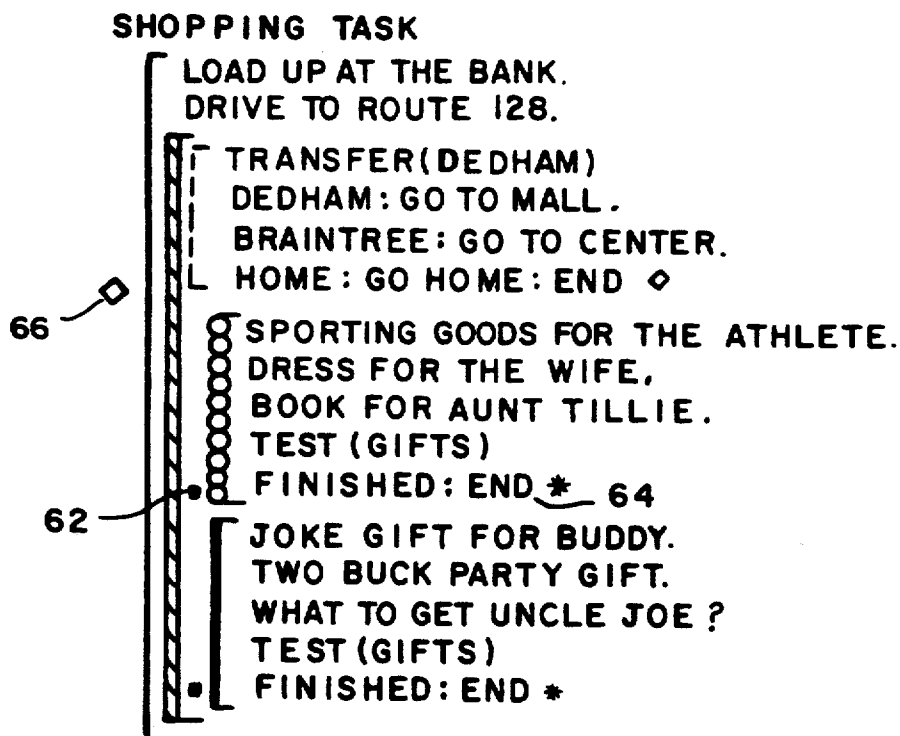 SHOPPING TASK
LOAD UP AT THE BANK.
DRIVE TO ROUTE 128.
TRANSFER(DEDHAM)
DEDHAM: GO TO MALL.
BRAINTREE: GO TO CENTER.
HOME: GO HOME: END ◇
66 ◇
SPORTING GOODS FOR THE ATHLETE.
DRESS FOR THE WIFE,
BOOK FOR AUNT TILLIE.
TEST (GIFTS)
FINISHED: END * 64
62
JOKE GIFT FOR BUDDY.
TWO BUCK PARTY GIFT.
WHAT TO GET UNCLE JOE?
TEST (GIFTS)
FINISHED: END *